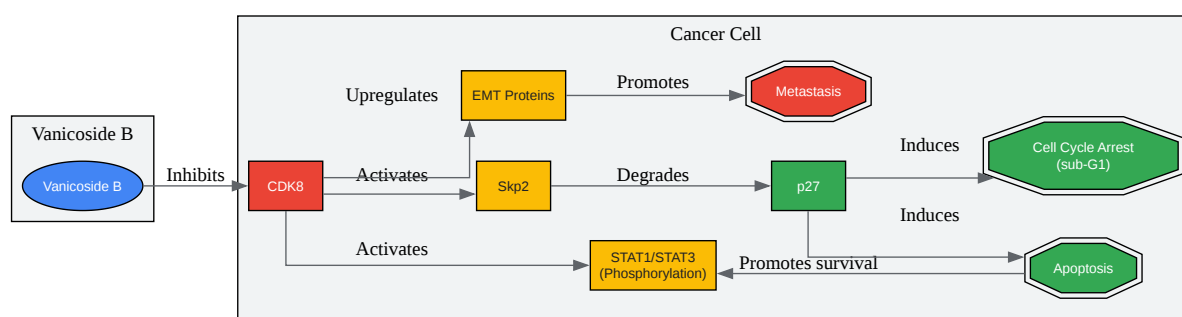 Cancer Cell
Upregulates
EMT Proteins
Promotes
Metastasis
Vanicoside B
Vanicoside B
Inhibits
CDK8
Activates
Skp2
Degrades
p27
Induces
Cell Cycle Arrest
(sub-G1)
Induces
Activates
STAT1/STAT3
(Phosphorylation)
Promotes survival
Apoptosis